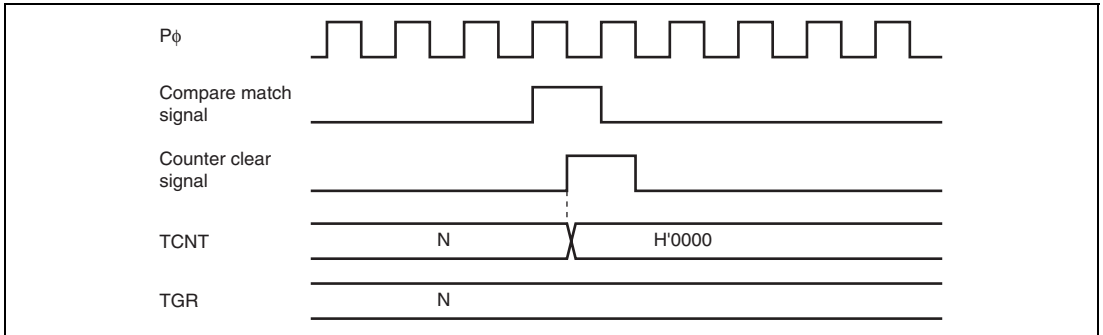 Pϕ
Compare match
signal
Counter clear
signal
TCNT
N
H'0000
TGR
N